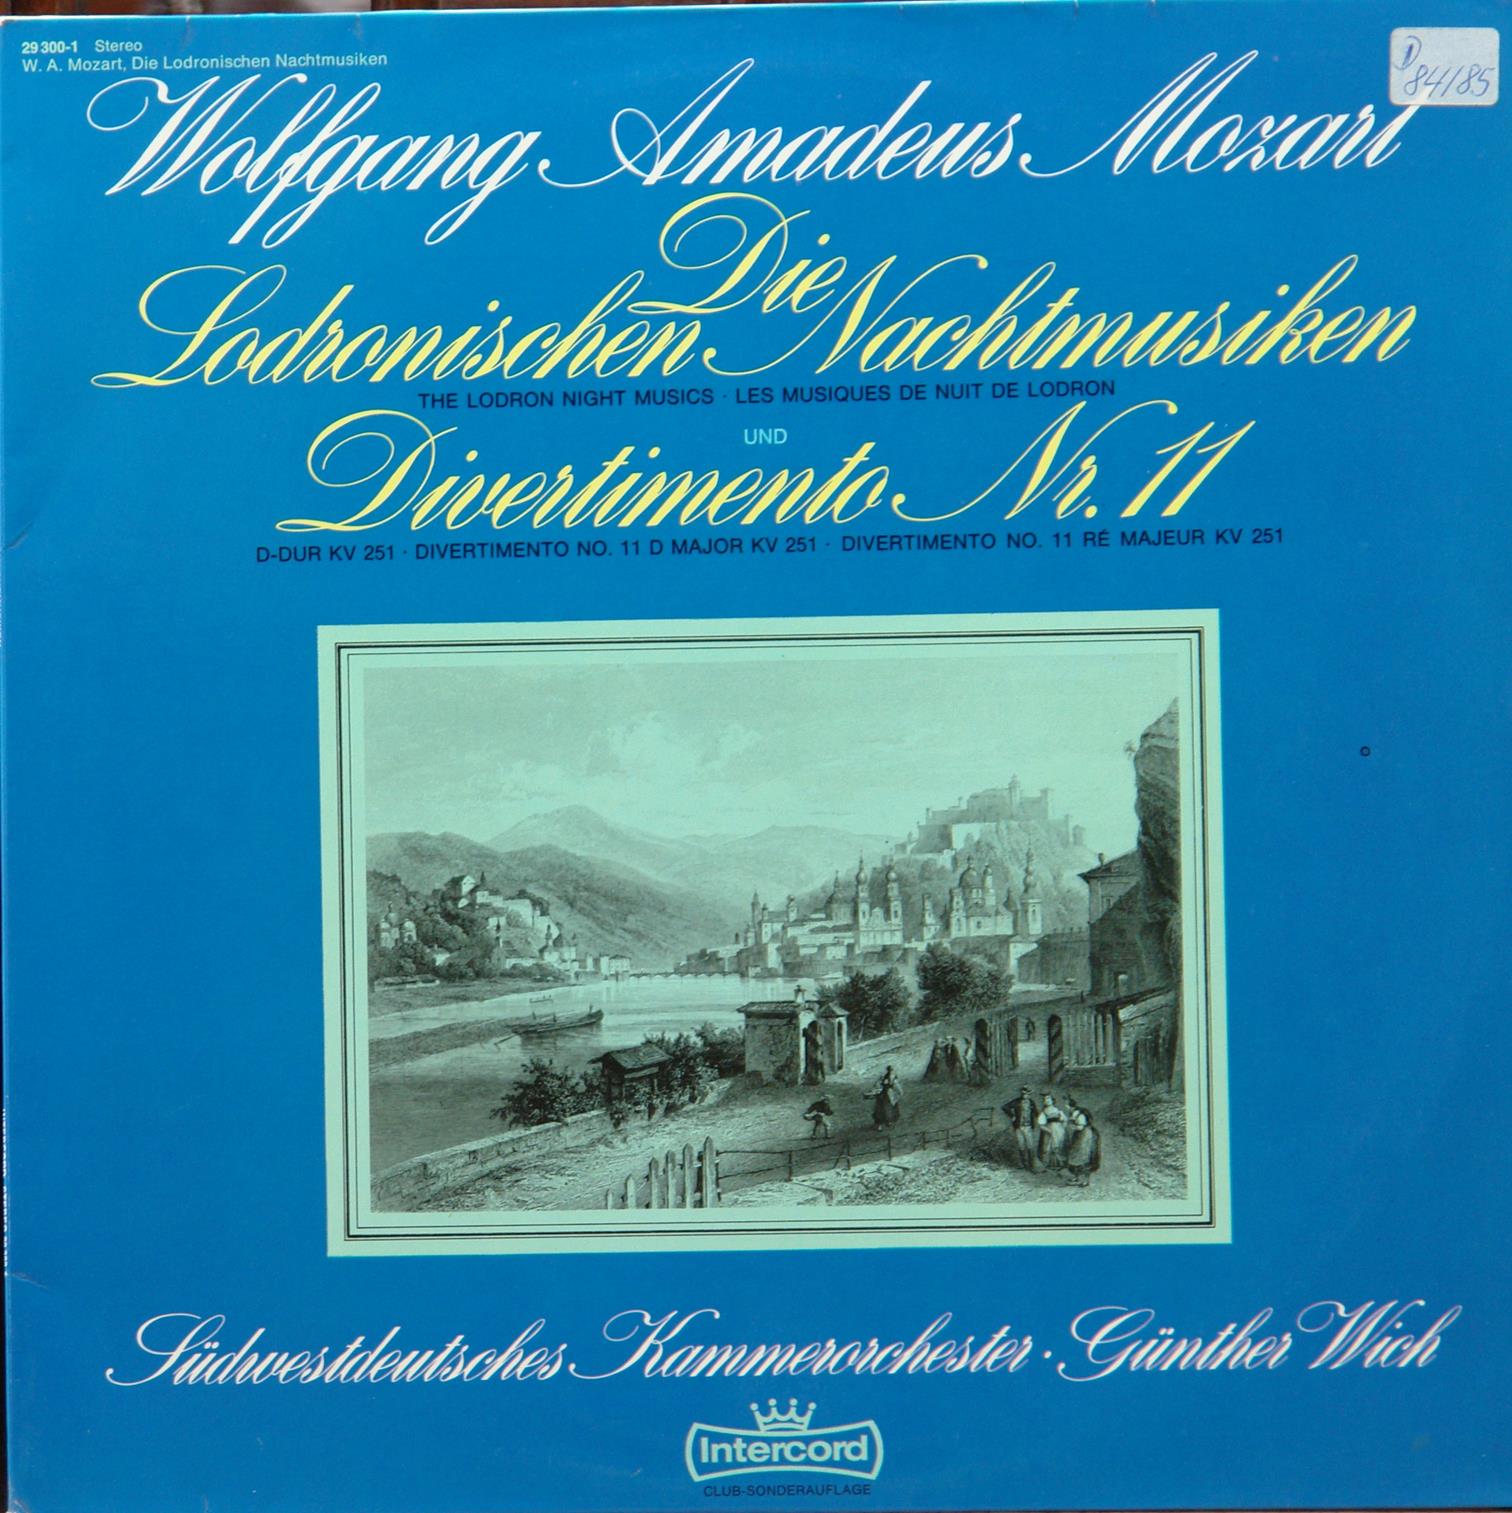 29 300-1 Stereo
W. A. Mozart, Die Lodronischen Nachtmusiken
84/85
Wolfgang Amadeus Mozart
Die
Lodronischen Nachtmusiken
THE LODRON NIGHT MUSICS · LES MUSIQUES DE NUIT DE LODRON
UND
Divertimento Nr. 11
D-DUR KV 251 · DIVERTIMENTO NO. 11 D MAJOR KV 251 · DIVERTIMENTO NO. 11 RÉ MAJEUR KV 251
Südwestdeutsches Kammerorchester · Günther Wich
Intercord
CLUB-SONDERAUFLAGE